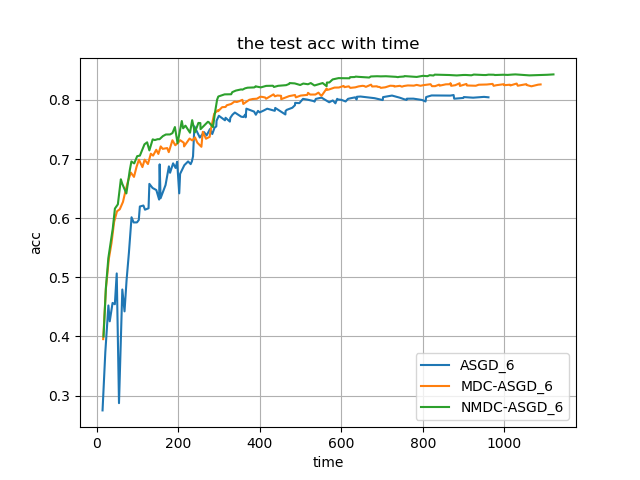 the test acc with time
acc
0.8
0.7
0.6
0.5
0.4
0.3
ASGD_6
MDC-ASGD_6
NMDC-ASGD_6
0 200 400 600 800 1000
time